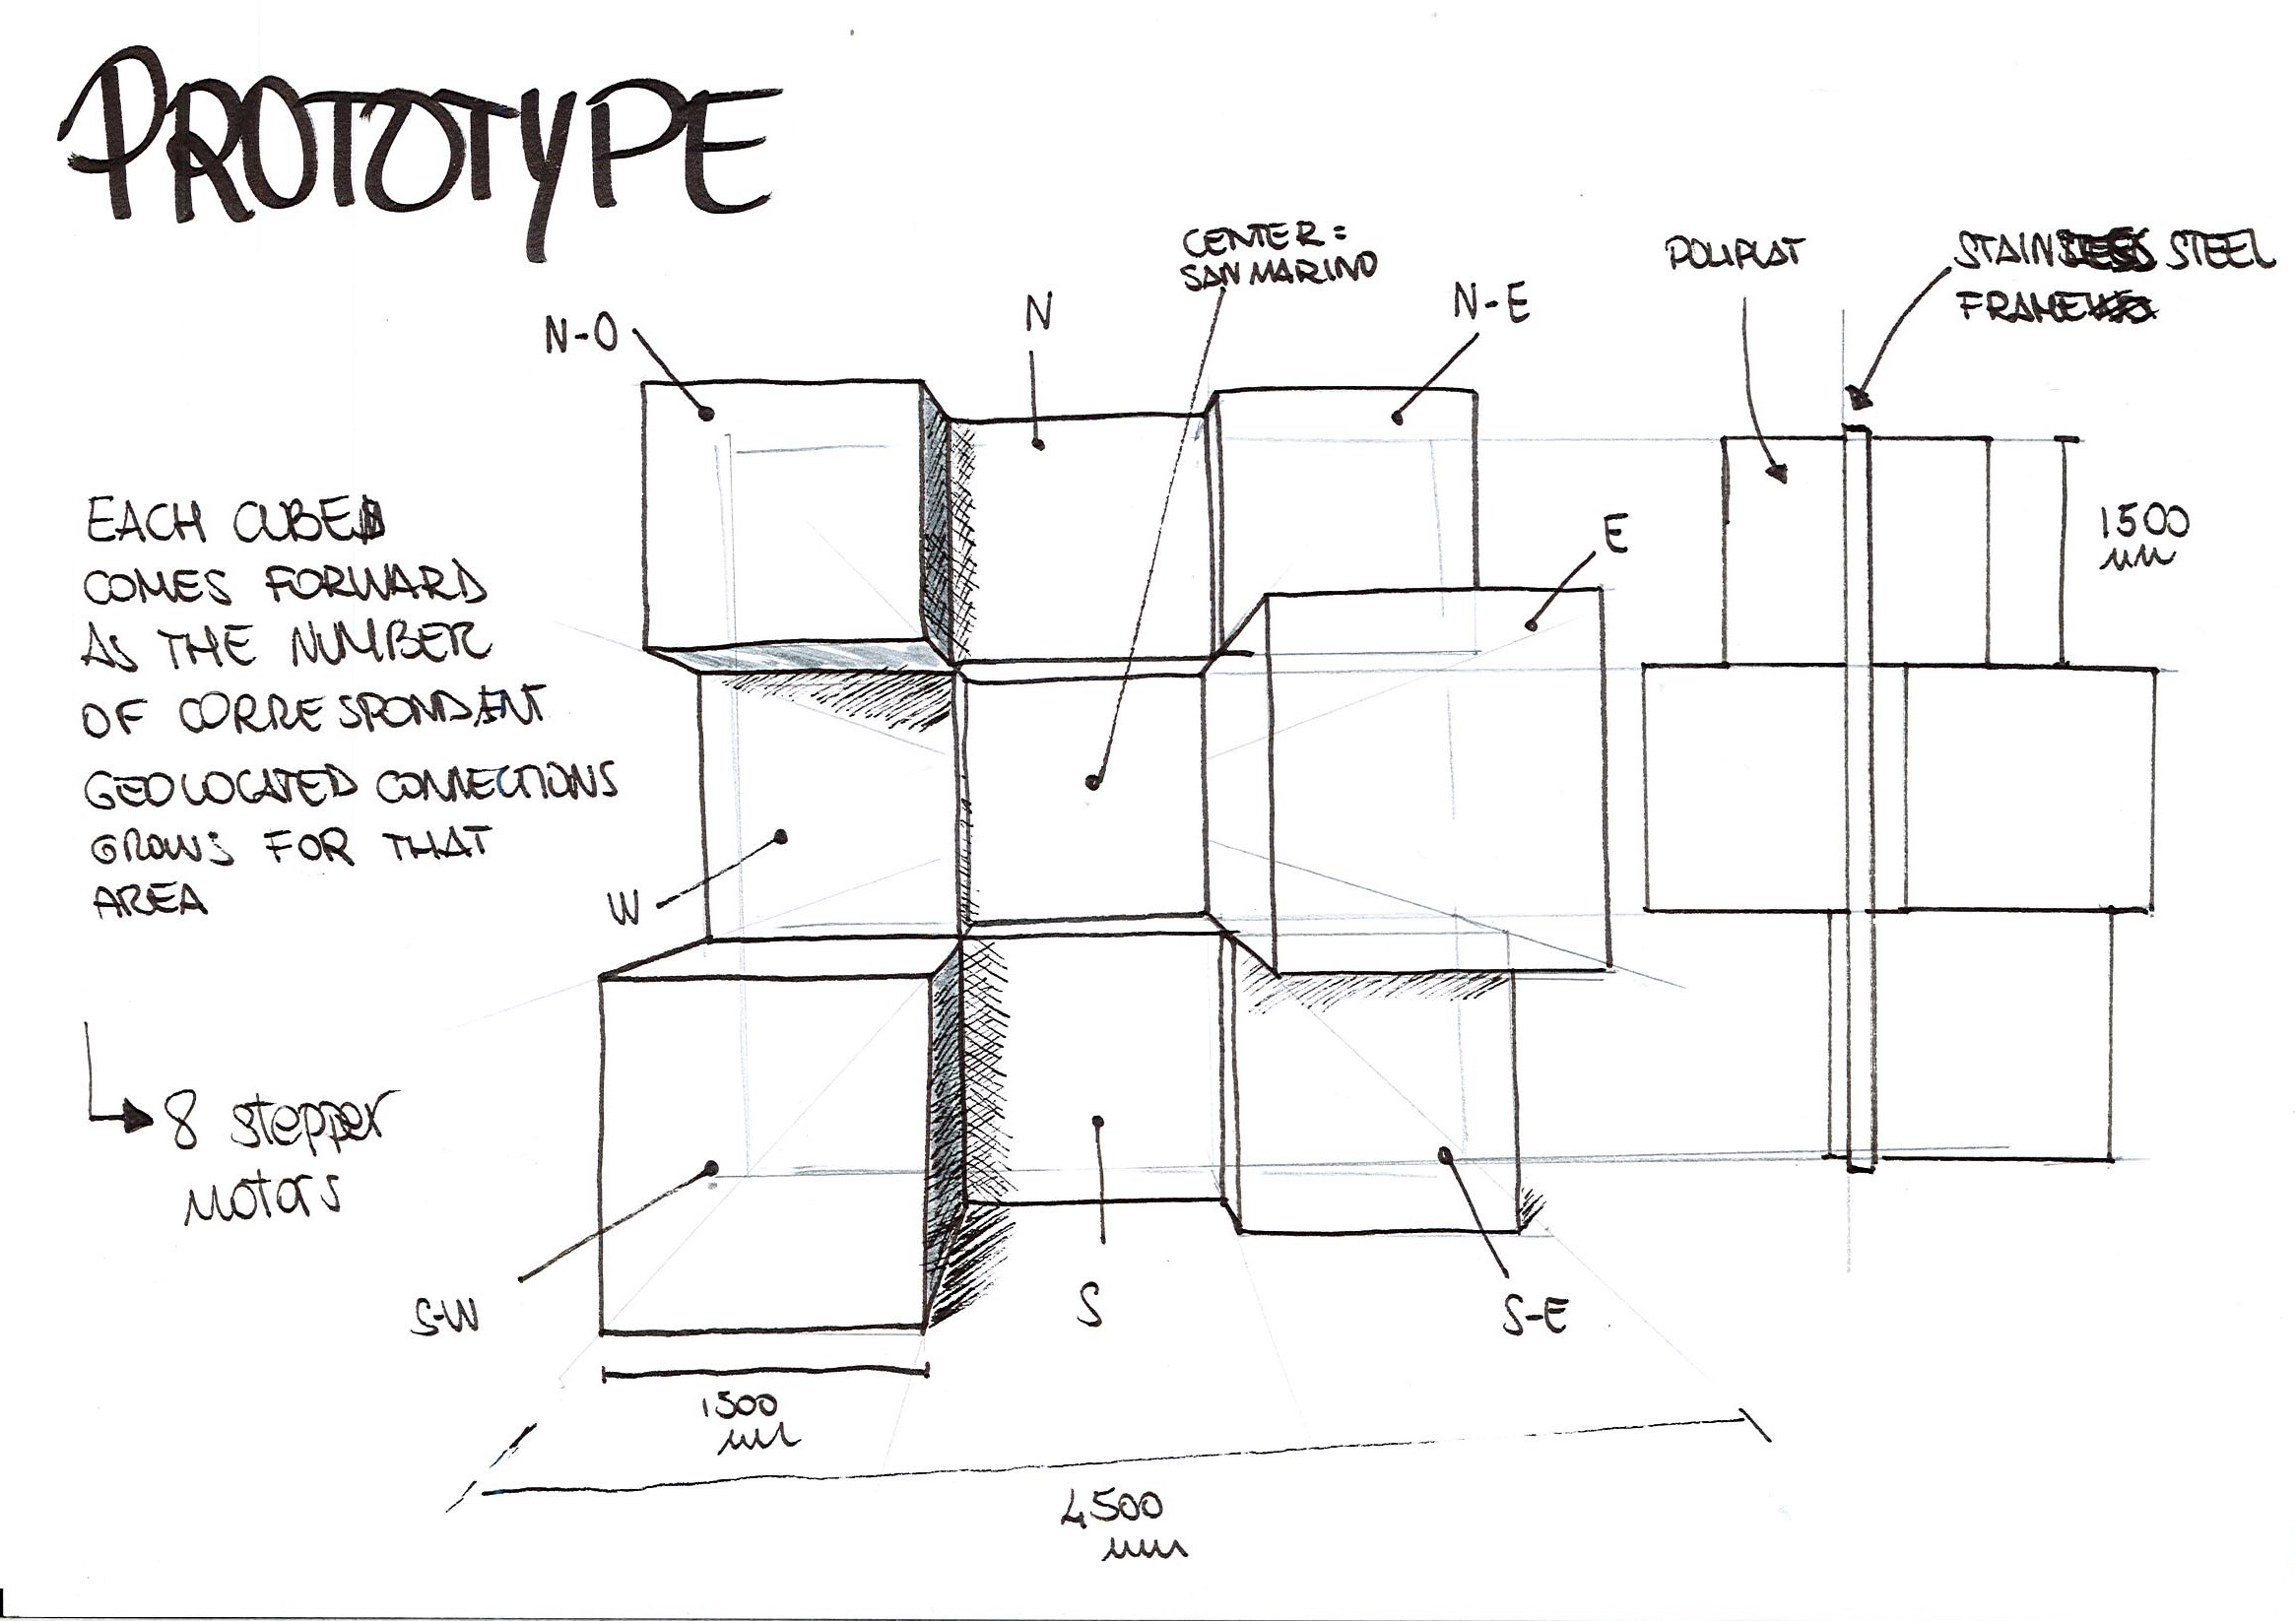 PROTOTYPE
CENTER =
SAN MARINO
N-O
N
N-E
POLIPLAT
STAINLESS STEEL
FRAME
E
1500
mm
EACH CUBE
COMES FORWARD
AS THE NUMBER
OF CORRESPONDENT
GEOLOCATED CONNECTIONS
GROWS FOR THAT
AREA
W
8 stepper
motors
S-W
S
S-E
1500
mm
4500
mm